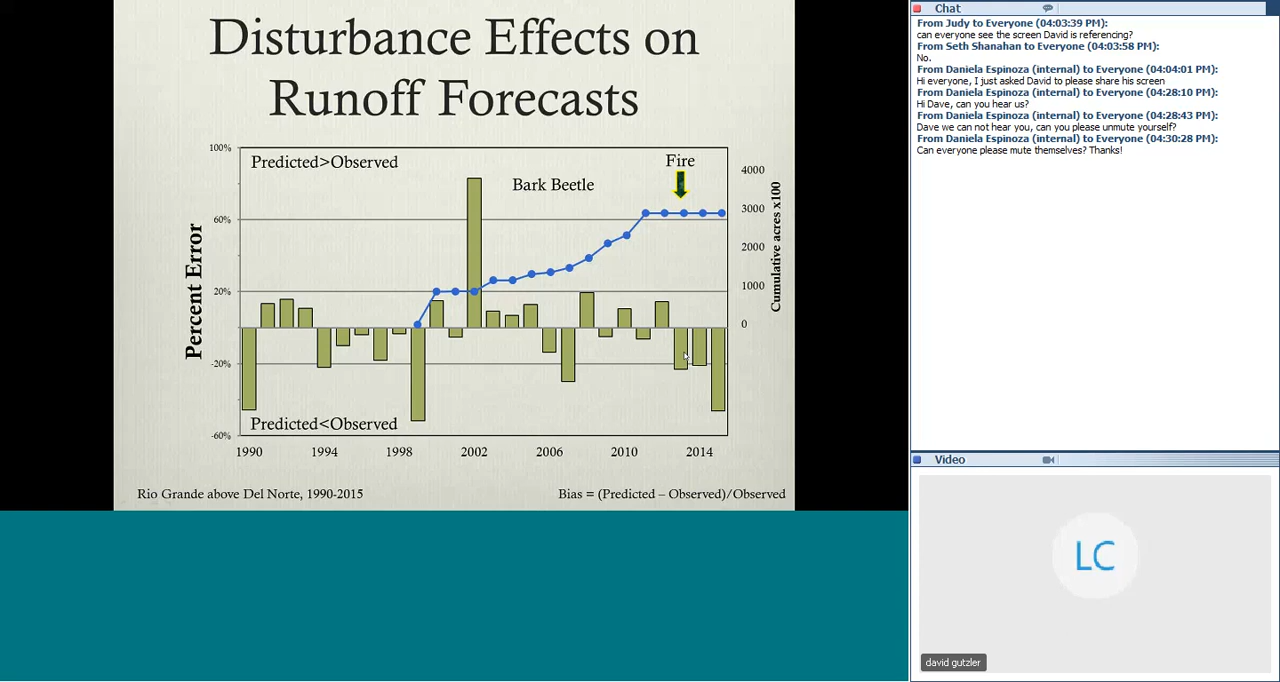 Disturbance Effects on
Runoff Forecasts
100%
60%
20%
-20%
-60%
Percent Error
Predicted>Observed
Bark Beetle
Fire
Predicted<Observed
4000
3000
2000
1000
0
Cumulative acres x100
1990
1994
1998
2002
2006
2010
2014
Rio Grande above Del Norte, 1990-2015
Bias = (Predicted – Observed)/Observed
Chat
From Judy to Everyone (04:03:39 PM):
can everyone see the screen David is referencing?
From Seth Shanahan to Everyone (04:03:58 PM):
No.
From Daniela Espinoza (internal) to Everyone (04:04:01 PM):
Hi everyone, I just asked David to please share his screen
From Daniela Espinoza (internal) to Everyone (04:28:10 PM):
Hi Dave, can you hear us?
From Daniela Espinoza (internal) to Everyone (04:28:43 PM):
Dave we can not hear you, can you please unmute yourself?
From Daniela Espinoza (internal) to Everyone (04:30:28 PM):
Can everyone please mute themselves? Thanks!
Video
LC
david gutzler